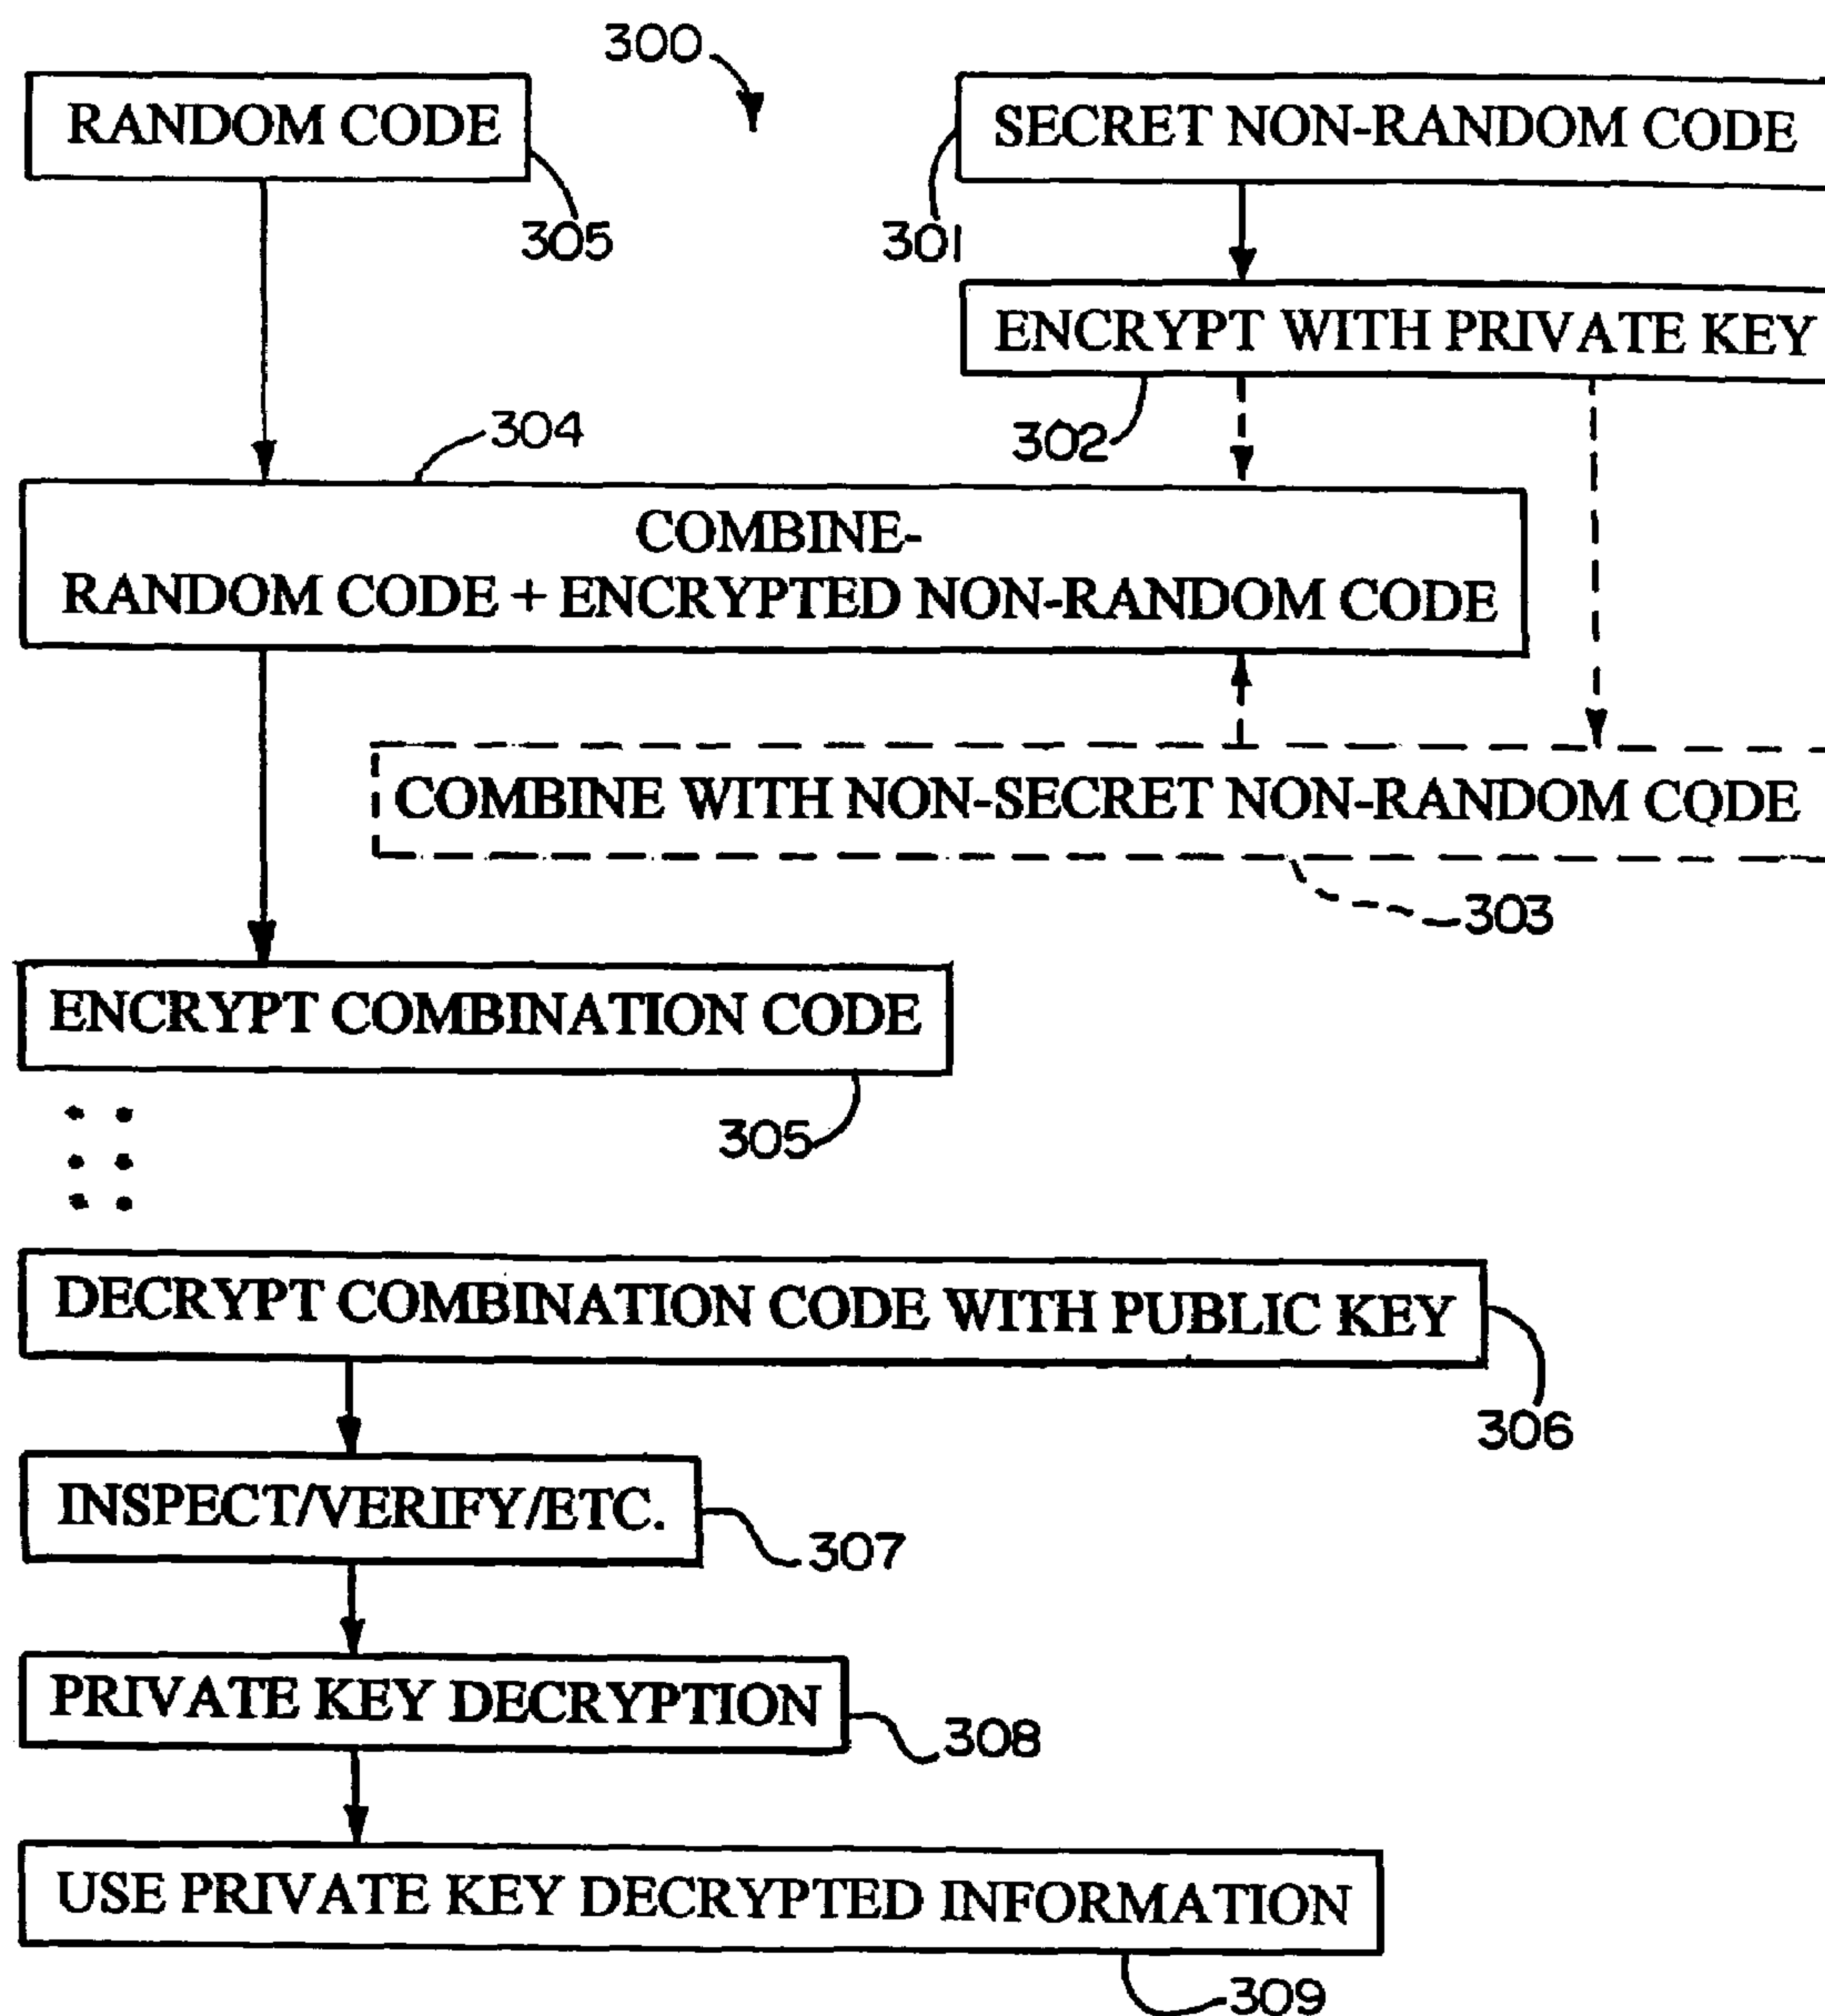 300
RANDOM CODE
305
SECRET NON-RANDOM CODE
301
ENCRYPT WITH PRIVATE KEY
302
304
COMBINE-
RANDOM CODE + ENCRYPTED NON-RANDOM CODE
COMBINE WITH NON-SECRET NON-RANDOM CODE
303
ENCRYPT COMBINATION CODE
305
DECRYPT COMBINATION CODE WITH PUBLIC KEY
306
INSPECT/VERIFY/ETC.
307
PRIVATE KEY DECRYPTION
308
USE PRIVATE KEY DECRYPTED INFORMATION
309